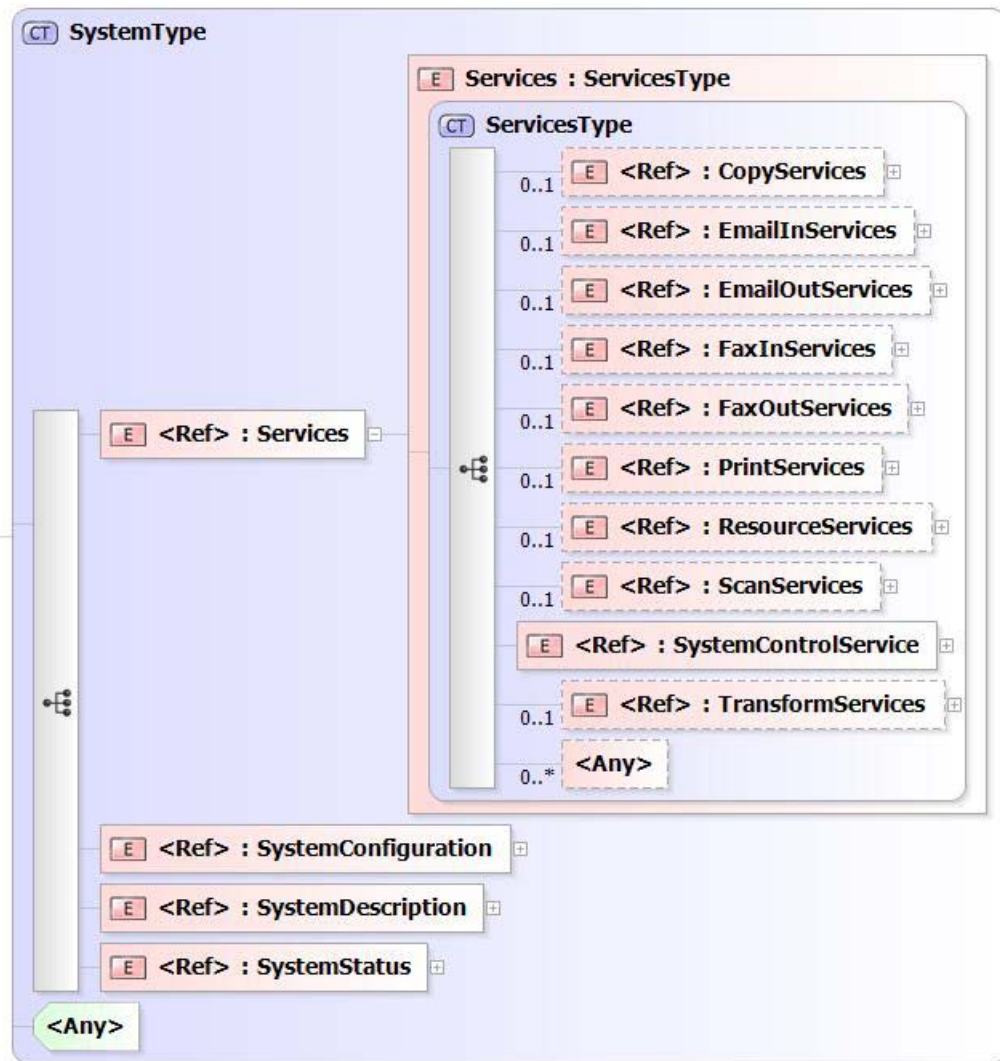 CT SystemType
E Services : ServicesType
CT ServicesType
0..1 E <Ref> : CopyServices
0..1 E <Ref> : EmailInServices
0..1 E <Ref> : EmailOutServices
0..1 E <Ref> : FaxInServices
0..1 E <Ref> : FaxOutServices
E <Ref> : Services
0..1 E <Ref> : PrintServices
0..1 E <Ref> : ResourceServices
0..1 E <Ref> : ScanServices
E <Ref> : SystemControlService
0..1 E <Ref> : TransformServices
0..* <Any>
E <Ref> : SystemConfiguration
E <Ref> : SystemDescription
E <Ref> : SystemStatus
<Any>